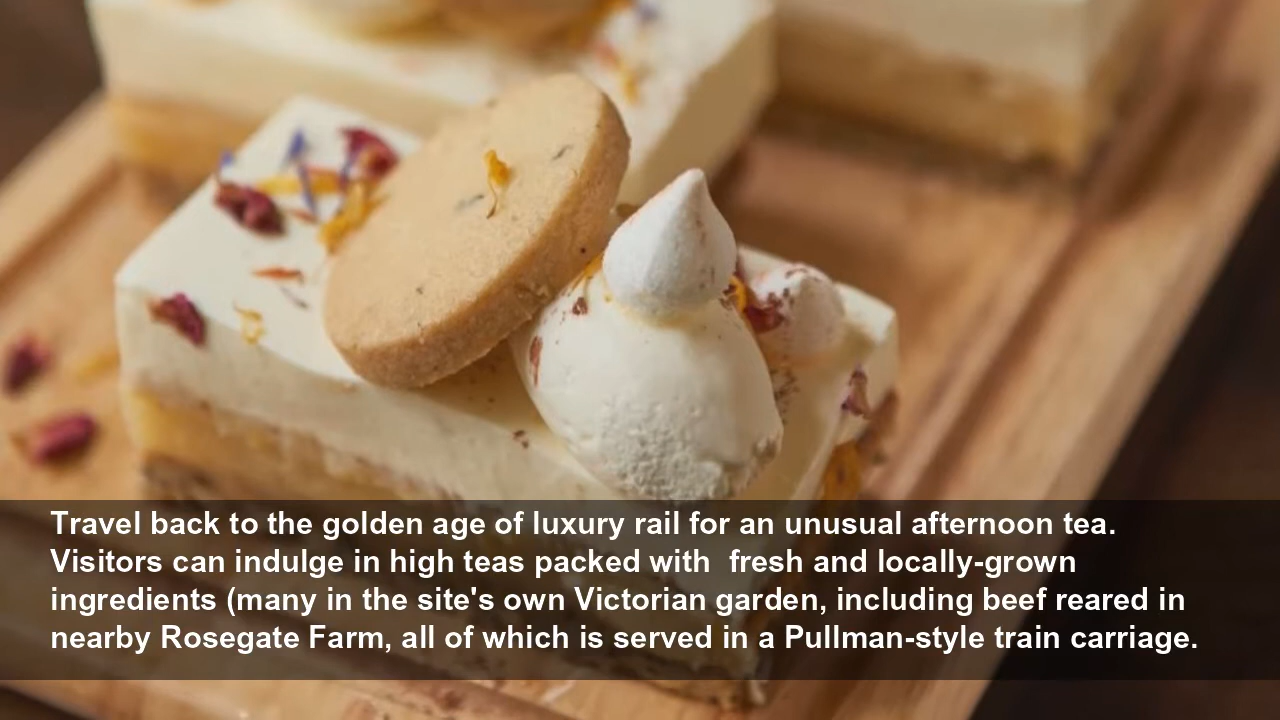 Travel back to the golden age of luxury rail for an unusual afternoon tea.
Visitors can indulge in high teas packed with  fresh and locally-grown
ingredients (many in the site's own Victorian garden, including beef reared in
nearby Rosegate Farm, all of which is served in a Pullman-style train carriage.